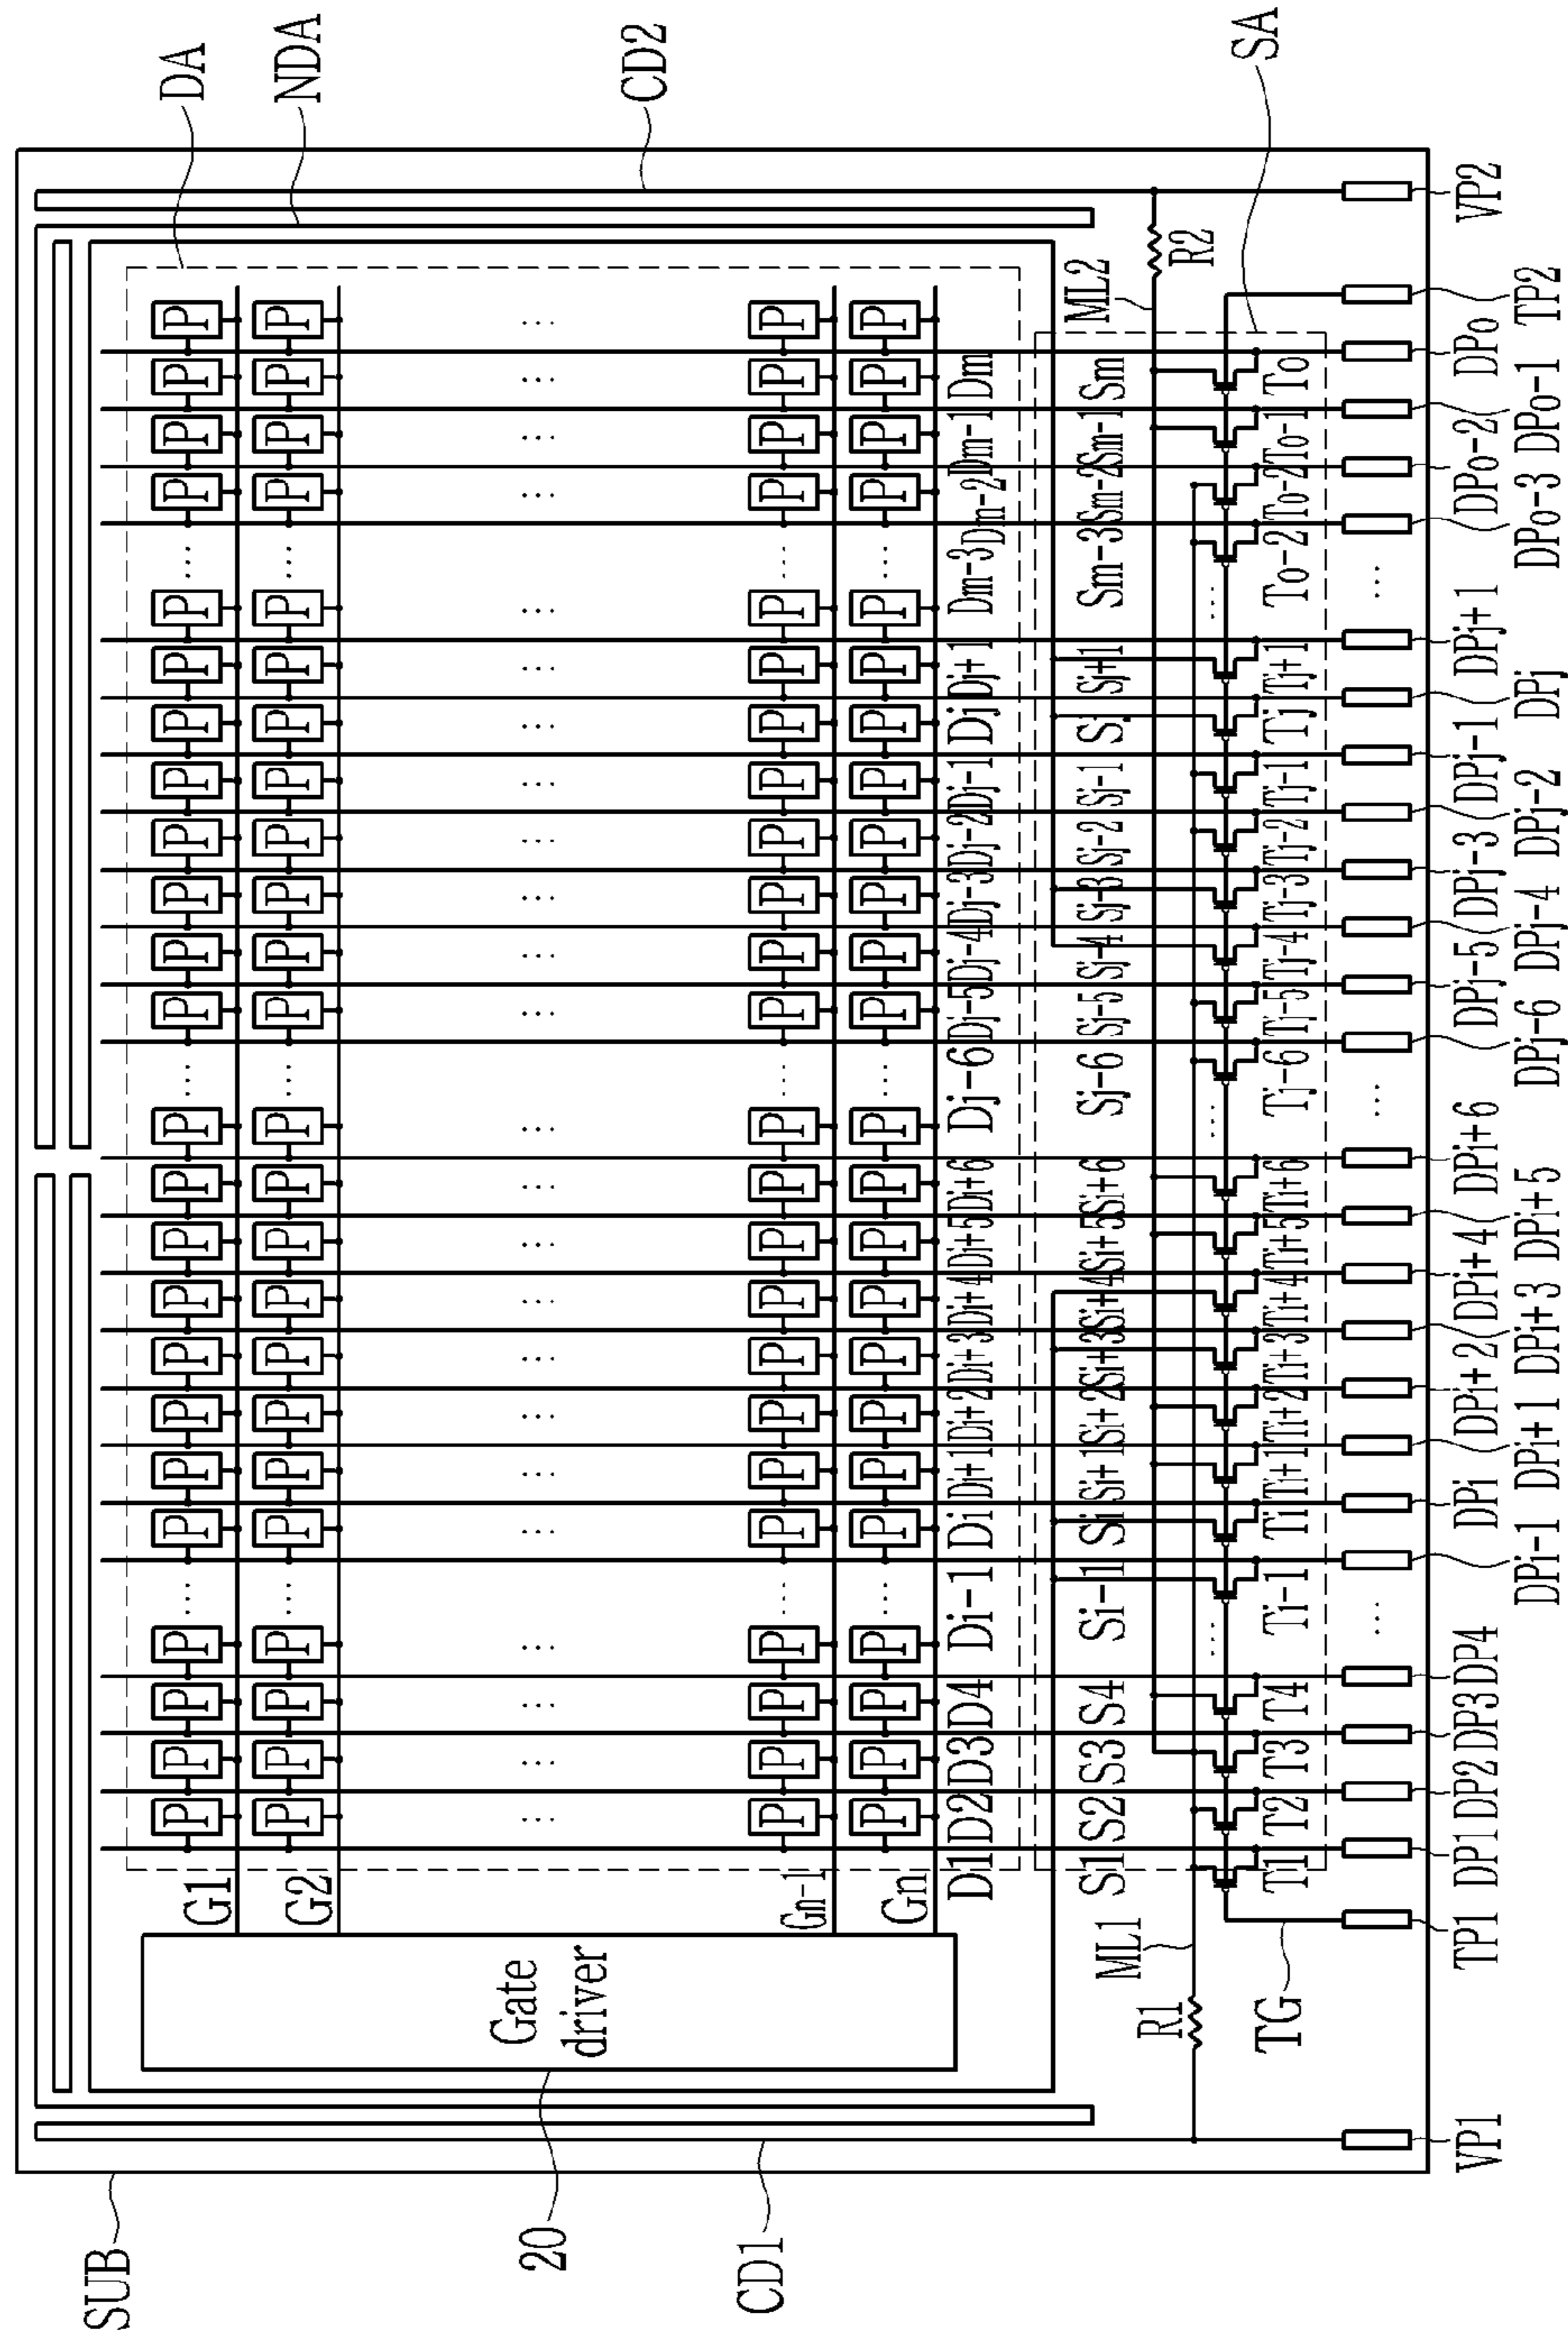 SUB
20
CD1
DA
NDA
CD2
SA
Gate
driver
G1
G2
Gn-1
Gn
P P P P P P P P P P P P P P P P P P P P P P P P
P P P P P P P P P P P P P P P P P P P P P P P P
... ... ... ... ... ... ... ... ... ... ... ... ... ... ... ... ... ... ... ...
P P P P P P P P P P P P P P P P P P P P P P P P
P P P P P P P P P P P P P P P P P P P P P P P P
D1 D2 D3 D4 Di-1 Di Di+1 Di+2 Di+3 Di+4 Di+5 Di+6 Dj-6 Dj-5 Dj-4 Dj-3 Dj-2 Dj-1 Dj Dj+1 Dm-3 Dm-2 Dm-1 Dm
S1 S2 S3 S4 Si-1 Si Si+1 Si+2 Si+3 Si+4 Si+5 Si+6 Sj-6 Sj-5 Sj-4 Sj-3 Sj-2 Sj-1 Sj Sj+1 Sm-3 Sm-2 Sm-1 Sm
ML1
ML2
R1
R2
TG
T1 T2 T3 T4 Ti-1 Ti Ti+1 Ti+2 Ti+3 Ti+4 Ti+5 Ti+6 Tj-6 Tj-5 Tj-4 Tj-3 Tj-2 Tj-1 Tj Tj+1 To-2 To-2 To-1 To
VP1 TP1 DP1 DP2 DP3 DP4 ... DPi-1 DPi DPi+1 DPi+2 DPi+3 DPi+4 DPi+5 DPi+6 ... DPj-6 DPj-5 DPj-4 DPj-3 DPj-2 DPj-1 DPj DPj+1 ... DPo-3 DPo-2 DPo-1 DPo TP2 VP2